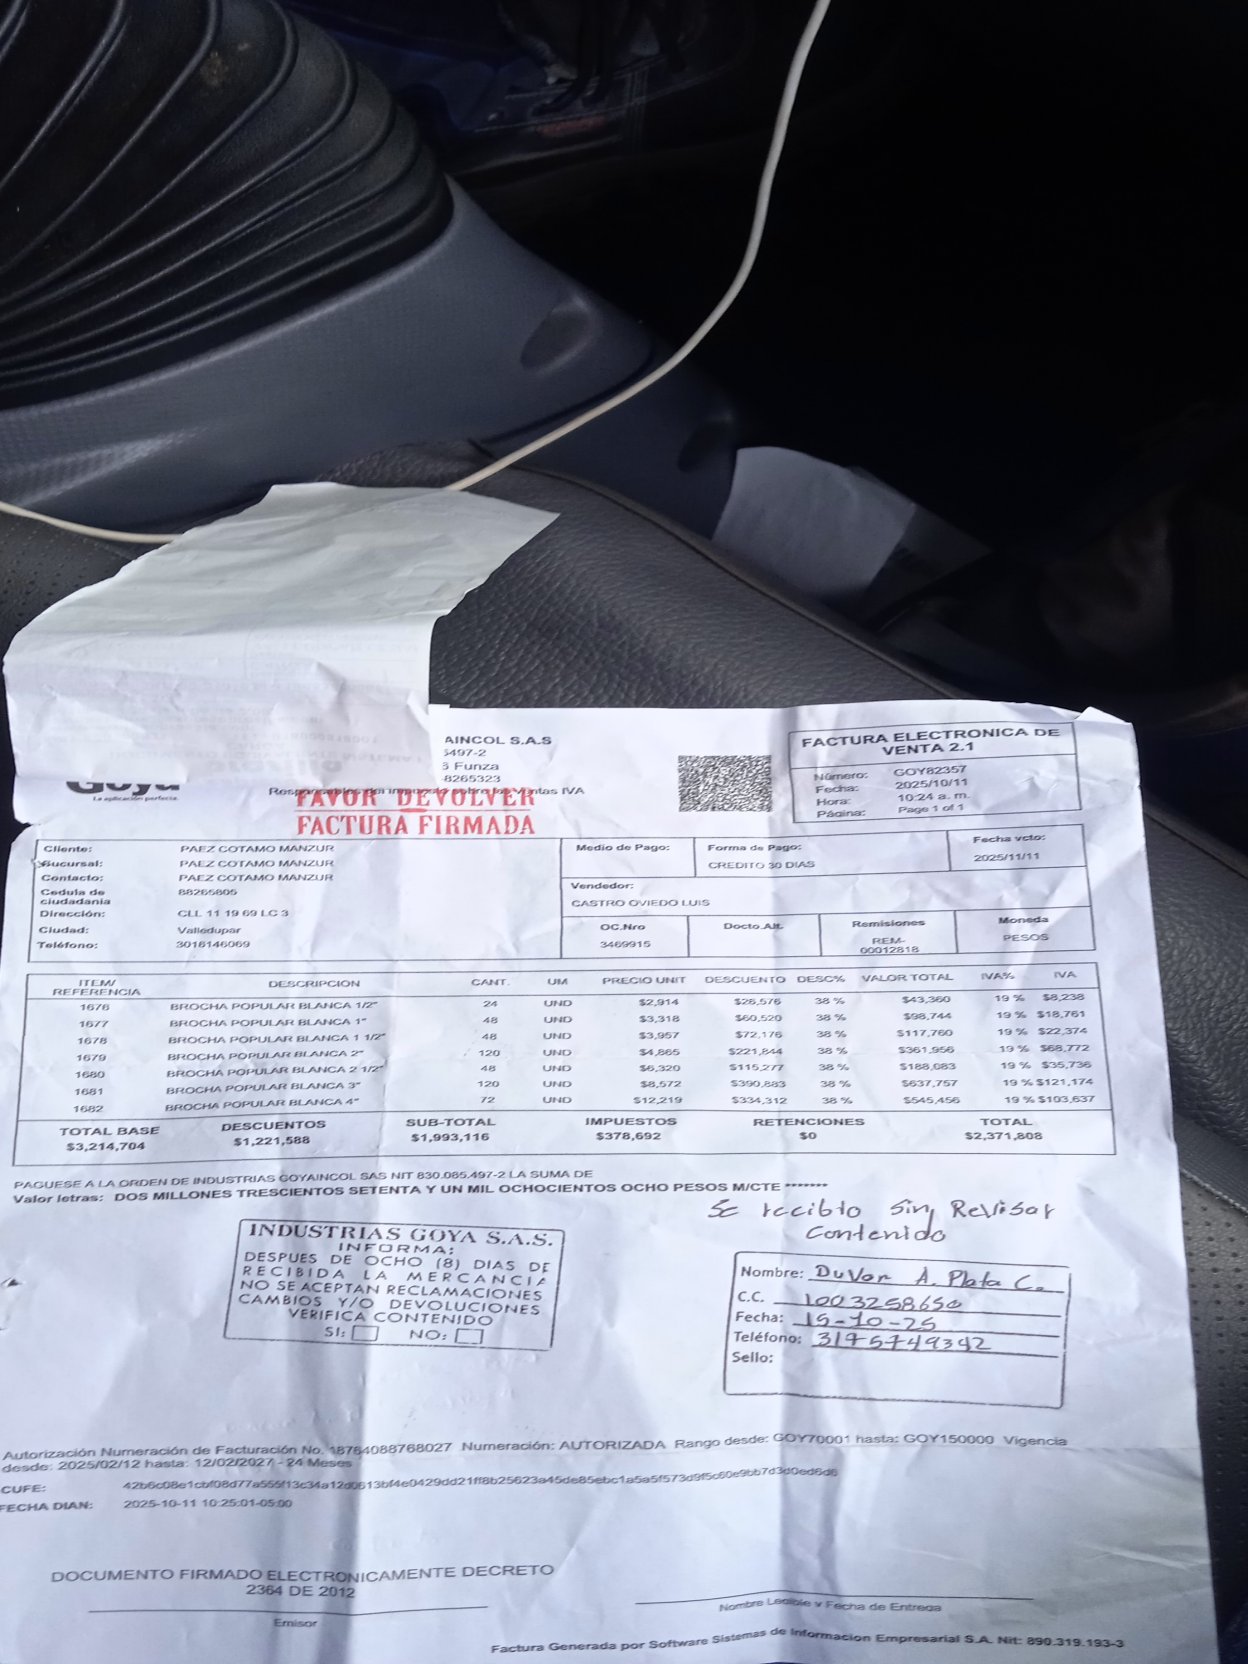 AINCOL S.A.S
5497-2
Funza
8265323
Goya
La aplicación perfecta.
Responsables del impuesto sobre las ventas IVA
FAVOR DEVOLVER
FACTURA FIRMADA
FACTURA ELECTRONICA DE
VENTA 2.1
Número: GOY82357
Fecha: 2025/10/11
Hora: 10:24 a. m.
Página: Page 1 of 1
Cliente: PAEZ COTAMO MANZUR
Sucursal: PAEZ COTAMO MANZUR
Contacto: PAEZ COTAMO MANZUR
Cedula de ciudadania 88265805
Dirección: CLL 11 19 69 LC 3
Ciudad: Valledupar
Teléfono: 3016146069
Medio de Pago:
Forma de Pago:
CREDITO 30 DIAS
Fecha vcto:
2025/11/11
Vendedor:
CASTRO OVIEDO LUIS
OC.Nro
3469915
Docto.Alt.
Remisiones
REM-
00012818
Moneda
PESOS
ITEM/ REFERENCIA DESCRIPCION CANT. UM PRECIO UNIT DESCUENTO DESC% VALOR TOTAL IVA% IVA
1676 BROCHA POPULAR BLANCA 1/2" 24 UND $2,914 $26,576 38 % $43,360 19 % $8,238
1677 BROCHA POPULAR BLANCA 1" 48 UND $3,318 $60,520 38 % $98,744 19 % $18,761
1678 BROCHA POPULAR BLANCA 1 1/2" 48 UND $3,957 $72,176 38 % $117,760 19 % $22,374
1679 BROCHA POPULAR BLANCA 2" 120 UND $4,865 $221,844 38 % $361,956 19 % $68,772
1680 BROCHA POPULAR BLANCA 2 1/2" 48 UND $6,320 $115,277 38 % $188,083 19 % $35,736
1681 BROCHA POPULAR BLANCA 3" 120 UND $8,572 $390,883 38 % $637,757 19 % $121,174
1682 BROCHA POPULAR BLANCA 4" 72 UND $12,219 $334,312 38 % $545,456 19 % $103,637
TOTAL BASE DESCUENTOS SUB-TOTAL IMPUESTOS RETENCIONES TOTAL
$3,214,704 $1,221,588 $1,993,116 $378,692 $0 $2,371,808
PAGUESE A LA ORDEN DE INDUSTRIAS GOYAINCOL SAS NIT 830.085.497-2 LA SUMA DE
Valor letras: DOS MILLONES TRESCIENTOS SETENTA Y UN MIL OCHOCIENTOS OCHO PESOS M/CTE *******
Se recibio sin Revisar
Contenido
INDUSTRIAS GOYA S.A.S.
INFORMA:
DESPUES DE OCHO (8) DIAS DE
RECIBIDA LA MERCANCIA
NO SE ACEPTAN RECLAMACIONES
CAMBIOS Y/O DEVOLUCIONES
VERIFICA CONTENIDO
SI: NO:
Nombre: DuVan A. Plata C.
C.C. 1003258650
Fecha: 15-10-25
Teléfono: 3175749392
Sello:
Autorización Numeración de Facturación No. 18764088768027 Numeración: AUTORIZADA Rango desde: GOY70001 hasta: GOY150000 Vigencia
desde: 2025/02/12 hasta: 12/02/2027 - 24 Meses
CUFE:
FECHA DIAN: 2025-10-11 10:25:01-05:00
DOCUMENTO FIRMADO ELECTRONICAMENTE DECRETO
2364 DE 2012
Emisor
Nombre Legible y Fecha de Entrega
Factura Generada por Software Sistemas de Informacion Empresarial S.A. Nit: 890.319.193-3